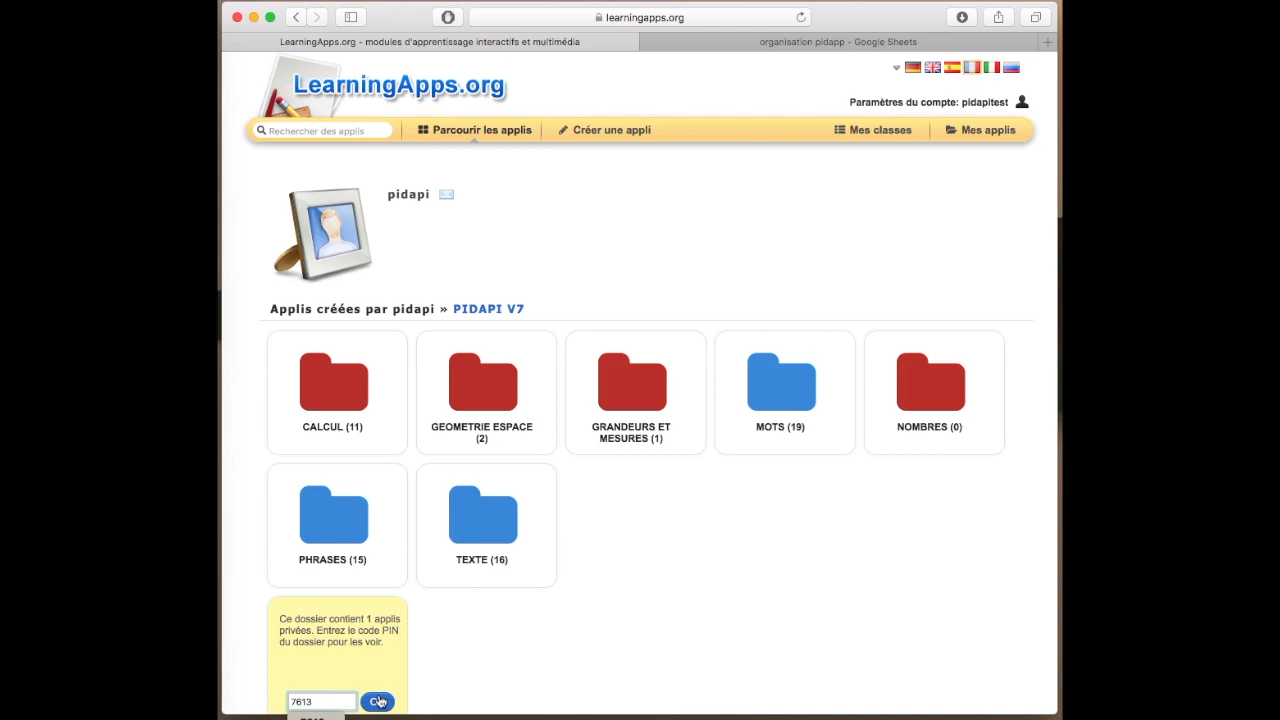 learningapps.org
LearningApps.org - modules d'apprentissage interactifs et multimédia
organisation pidapp - Google Sheets
LearningApps.org
Paramètres du compte: pidapitest
Rechercher des applis
Parcourir les applis
Créer une appli
Mes classes
Mes applis
pidapi
Applis créées par pidapi » PIDAPI V7
CALCUL (11)
GEOMETRIE ESPACE
(2)
GRANDEURS ET
MESURES (1)
MOTS (19)
NOMBRES (0)
PHRASES (15)
TEXTE (16)
Ce dossier contient 1 applis
privées. Entrez le code PIN
du dossier pour les voir.
7613